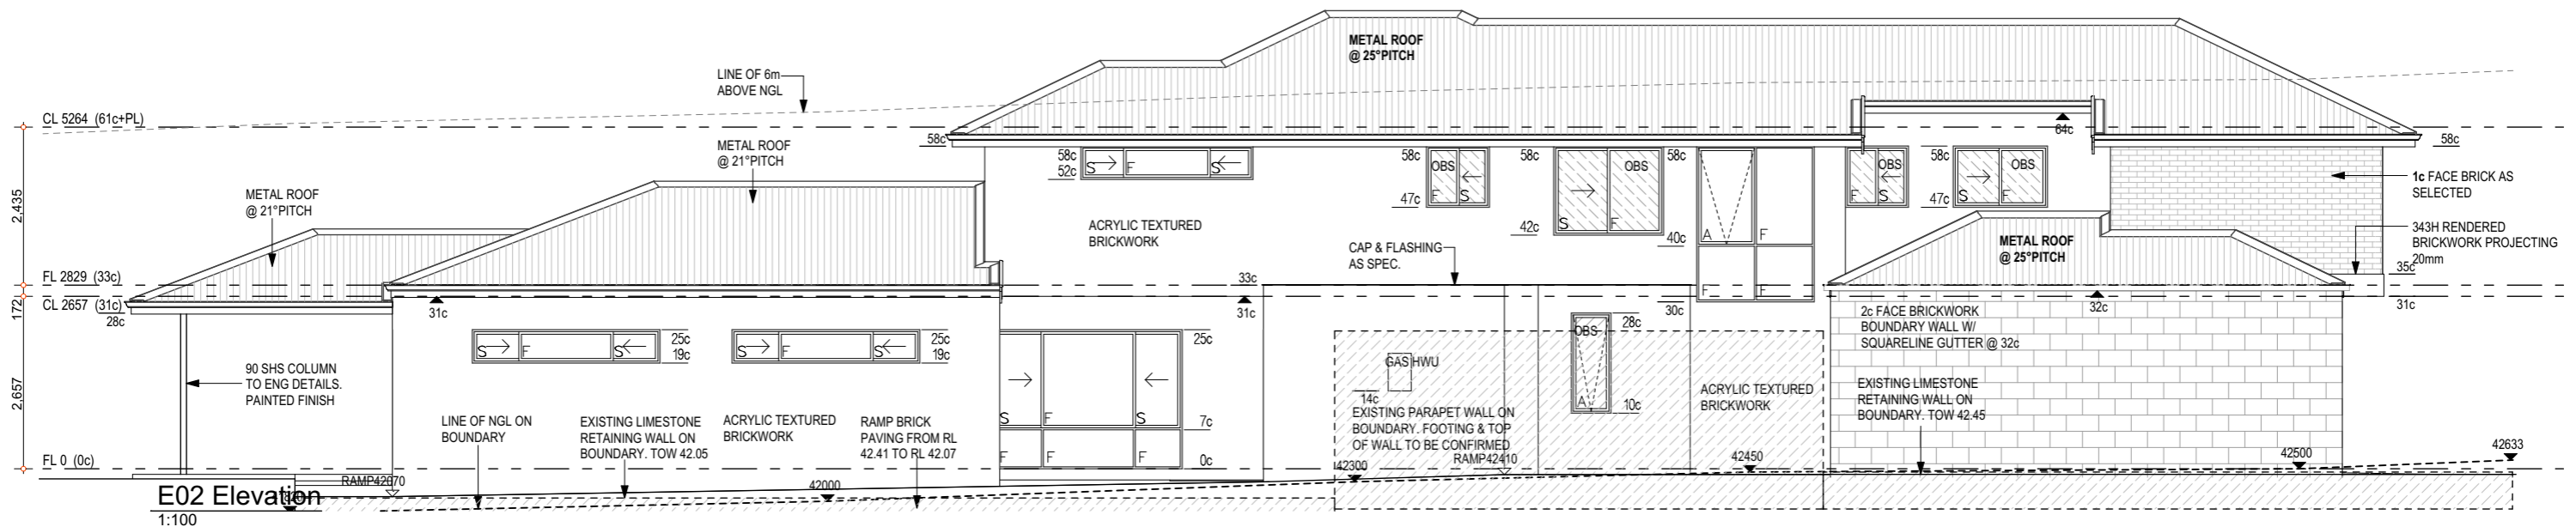 METAL ROOF
@ 25°PITCH
LINE OF 6m
ABOVE NGL
CL 5264 (61c+PL)
64c
58c
58c
METAL ROOF
@ 21°PITCH
58c
52c
S
F
S
58c
47c
OBS
F
S
58c
42c
OBS
S
F
58c
40c
A
F
F
F
OBS
F
S
58c
47c
OBS
S
F
1c FACE BRICK AS
SELECTED
2,435
METAL ROOF
@ 21°PITCH
ACRYLIC TEXTURED
BRICKWORK
CAP & FLASHING
AS SPEC.
METAL ROOF
@ 25°PITCH
343H RENDERED
BRICKWORK PROJECTING
20mm
35c
FL 2829 (33c)
33c
172
CL 2657 (31c)
28c
31c
31c
30c
32c
31c
2c FACE BRICKWORK
BOUNDARY WALL W/
SQUARELINE GUTTER @ 32c
S
F
S
25c
19c
S
F
S
25c
19c
25c
OBS
28c
A
10c
GAS HWU
14c
2,657
90 SHS COLUMN
TO ENG DETAILS.
PAINTED FINISH
S
F
S
7c
F
F
F
0c
ACRYLIC TEXTURED
BRICKWORK
EXISTING LIMESTONE
RETAINING WALL ON
BOUNDARY. TOW 42.45
LINE OF NGL ON
BOUNDARY
EXISTING LIMESTONE
RETAINING WALL ON
BOUNDARY. TOW 42.05
ACRYLIC TEXTURED
BRICKWORK
RAMP BRICK
PAVING FROM RL
42.41 TO RL 42.07
EXISTING PARAPET WALL ON
BOUNDARY. FOOTING & TOP
OF WALL TO BE CONFIRMED
RAMP42410
FL 0 (0c)
42300
42450
42500
42633
RAMP42070
42000
E02 Elevation
1:100